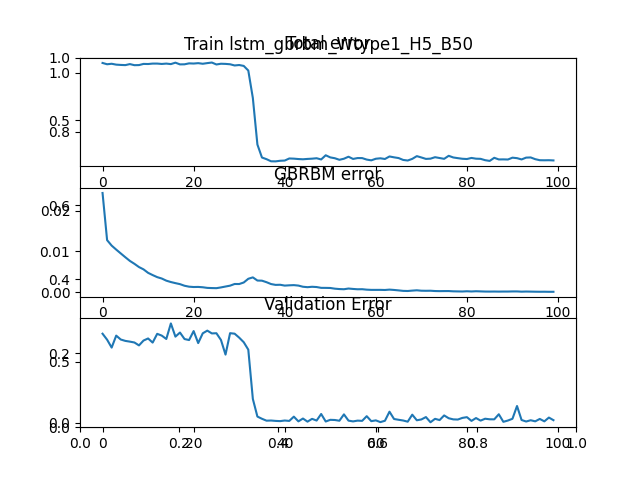 Train lstm_gbrbm_Wtype1_H5_B50
Total error
1.0
1.0
0.5
0.8
0 20 40 60 80 100
GBRBM error
0.6
0.02
0.01
0.4
0.00
0 20 40 60 80 100
Validation Error
0.2
0.5
0.0
0.0
0.0 0 0.2 20 0.4 40 0.6 60 0.8 80 100 1.0